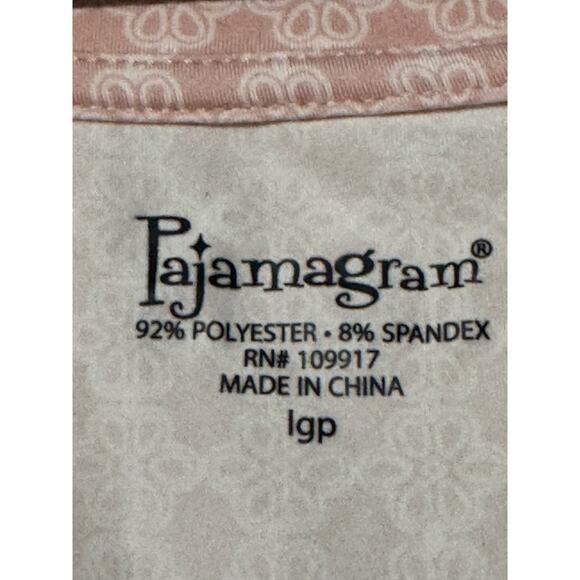 Pajamagram®
92% POLYESTER • 8% SPANDEX
RN# 109917
MADE IN CHINA
lgp